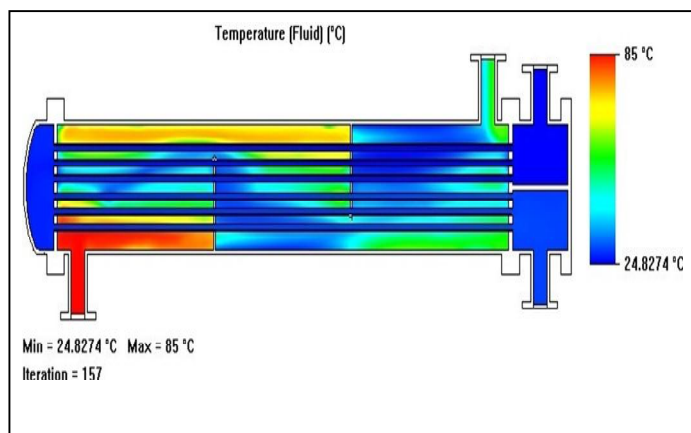 Temperature (Fluid) (°C)
85 °C
24.8274 °C
Min = 24.8274 °C Max = 85 °C
Iteration = 157